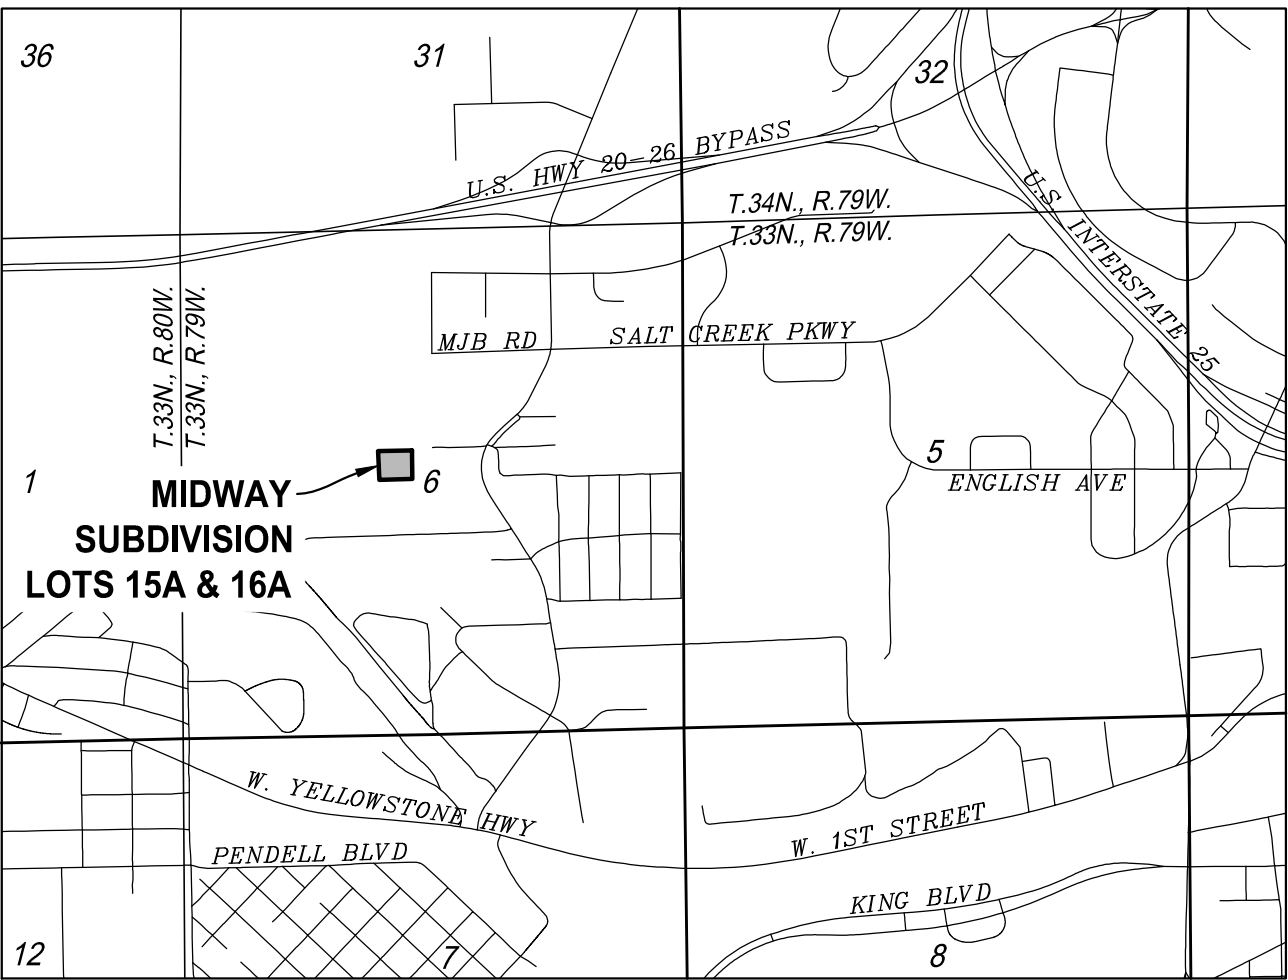 36
31
32
U.S. HWY 20-26 BYPASS
T.34N., R.79W.
T.33N., R.79W.
U.S. INTERSTATE 25
T.33N., R.80W.
T.33N., R.79W.
MJB RD
SALT CREEK PKWY
1
MIDWAY
SUBDIVISION
LOTS 15A & 16A
6
5
ENGLISH AVE
W. YELLOWSTONE HWY
W. 1ST STREET
PENDELL BLVD
KING BLVD
12
7
8